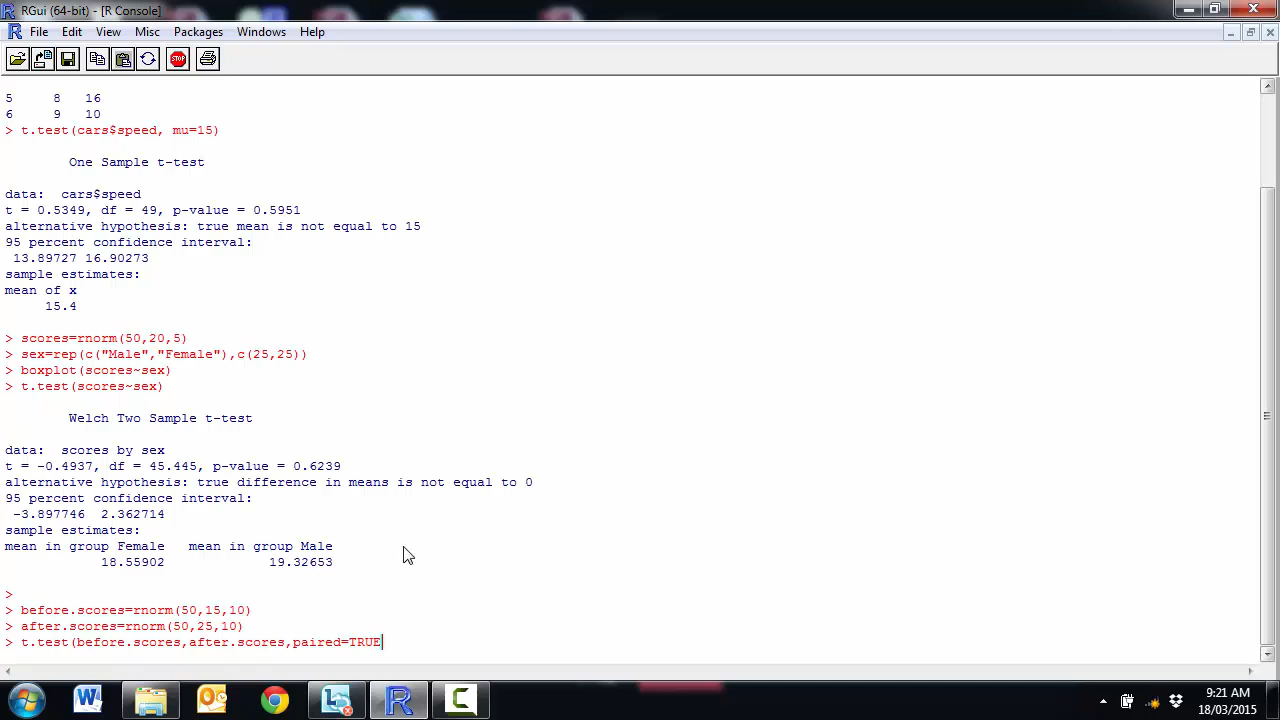 RGui (64-bit) - [R Console]
File Edit View Misc Packages Windows Help
STOP
5 8 16
6 9 10
> t.test(cars$speed, mu=15)
One Sample t-test
data: cars$speed
t = 0.5349, df = 49, p-value = 0.5951
alternative hypothesis: true mean is not equal to 15
95 percent confidence interval:
13.89727 16.90273
sample estimates:
mean of x
15.4
> scores=rnorm(50,20,5)
> sex=rep(c("Male","Female"),c(25,25))
> boxplot(scores~sex)
> t.test(scores~sex)
Welch Two Sample t-test
data: scores by sex
t = -0.4937, df = 45.445, p-value = 0.6239
alternative hypothesis: true difference in means is not equal to 0
95 percent confidence interval:
-3.897746 2.362714
sample estimates:
mean in group Female mean in group Male
18.55902 19.32653
>
> before.scores=rnorm(50,15,10)
> after.scores=rnorm(50,25,10)
> t.test(before.scores,after.scores,paired=TRUE
9:21 AM
18/03/2015